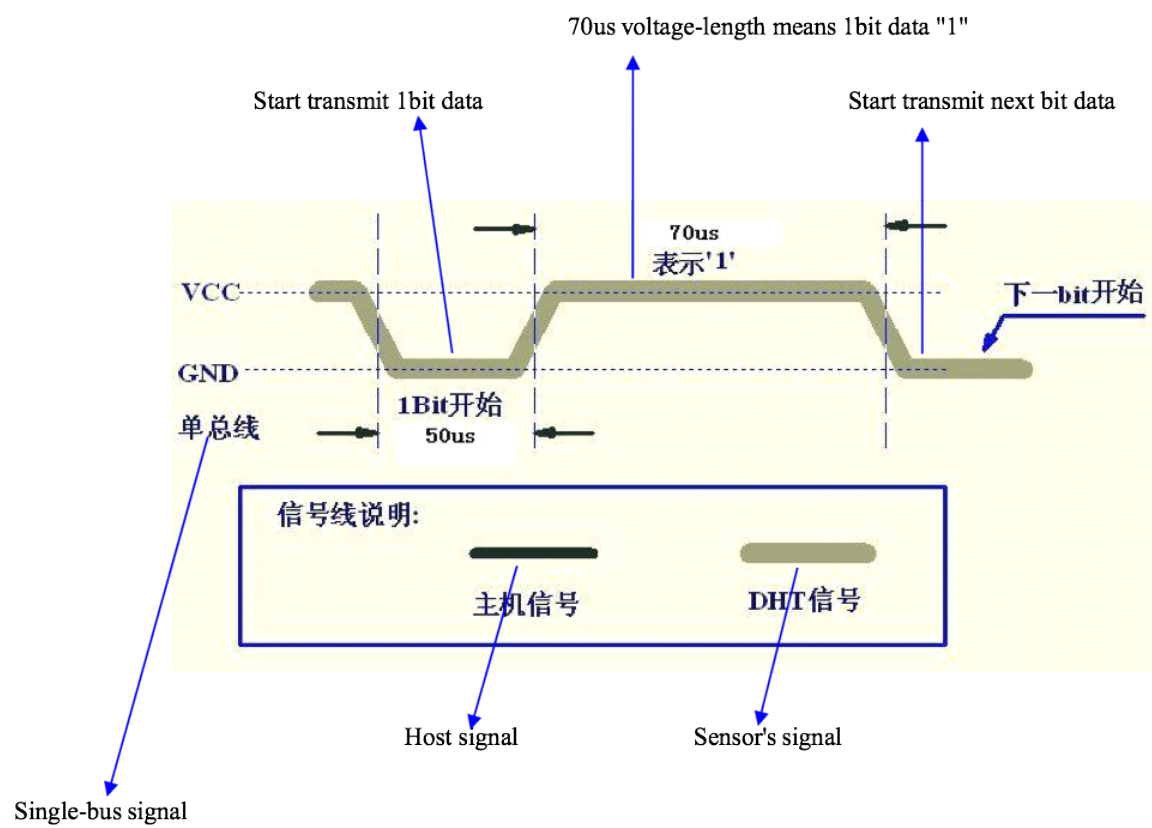 70us voltage-length means 1bit data "1"
Start transmit 1bit data
Start transmit next bit data
70us
表示'1'
VCC
下一bit开始
GND
1Bit开始
单总线
50us
信号线说明:
主机信号
DHT信号
Host signal
Sensor's signal
Single-bus signal